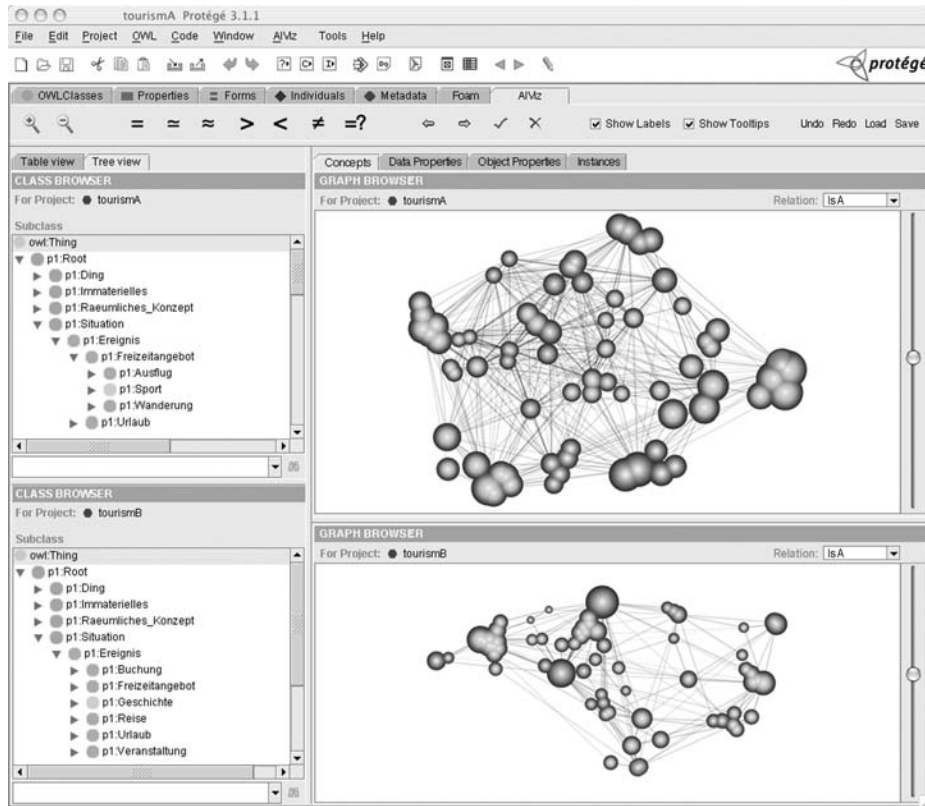 tourismA Protégé 3.1.1
File Edit Project OWL Code Window AlViz Tools Help
protégé
OWLClasses Properties Forms Individuals Metadata Foam AlViz
= ≃ ≈ > < ≠ =? Show Labels Show Tooltips Undo Redo Load Save
Table view Tree view
CLASS BROWSER
For Project: tourismA
Subclass
owl:Thing
p1:Root
p1:Ding
p1:Immaterielles
p1:Raeumliches_Konzept
p1:Situation
p1:Ereignis
p1:Freizeitangebot
p1:Ausflug
p1:Sport
p1:Wanderung
p1:Urlaub
CLASS BROWSER
For Project: tourismB
Subclass
owl:Thing
p1:Root
p1:Ding
p1:Immaterielles
p1:Raeumliches_Konzept
p1:Situation
p1:Ereignis
p1:Buchung
p1:Freizeitangebot
p1:Geschichte
p1:Reise
p1:Urlaub
p1:Veranstaltung
Concepts Data Properties Object Properties Instances
GRAPH BROWSER
For Project: tourismA Relation: IsA
GRAPH BROWSER
For Project: tourismB Relation: IsA